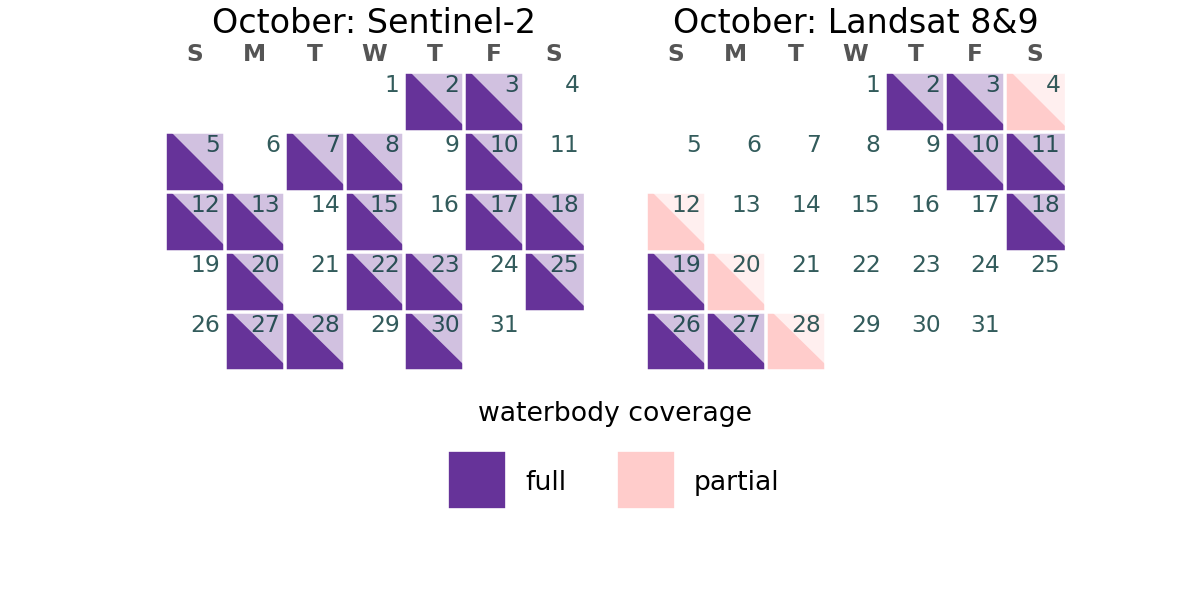 October: Sentinel-2
S M T W T F S
1 2 3 4
5 6 7 8 9 10 11
12 13 14 15 16 17 18
19 20 21 22 23 24 25
26 27 28 29 30 31
October: Landsat 8&9
S M T W T F S
1 2 3 4
5 6 7 8 9 10 11
12 13 14 15 16 17 18
19 20 21 22 23 24 25
26 27 28 29 30 31
waterbody coverage
full partial